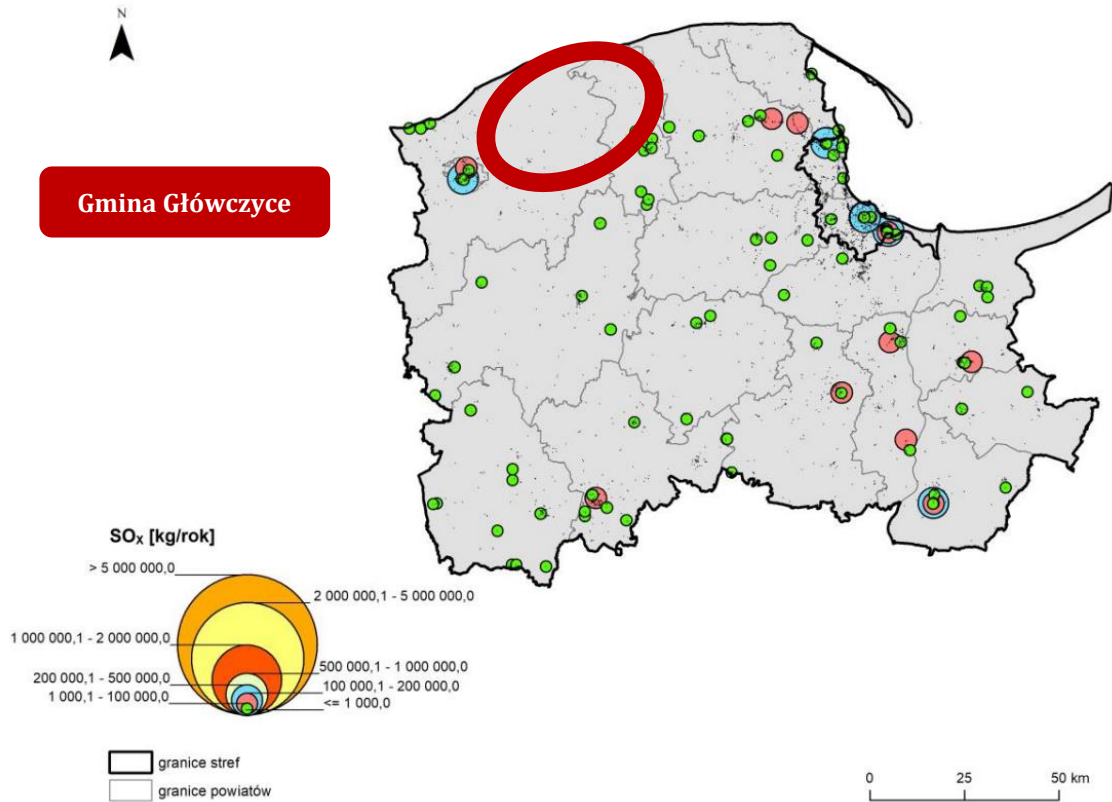 N
Gmina Główczyce
SOₓ [kg/rok]
> 5 000 000,0
2 000 000,1 - 5 000 000,0
1 000 000,1 - 2 000 000,0
500 000,1 - 1 000 000,0
200 000,1 - 500 000,0
100 000,1 - 200 000,0
1 000,1 - 100 000,0
<= 1 000,0
granice stref
granice powiatów
0 25 50 km